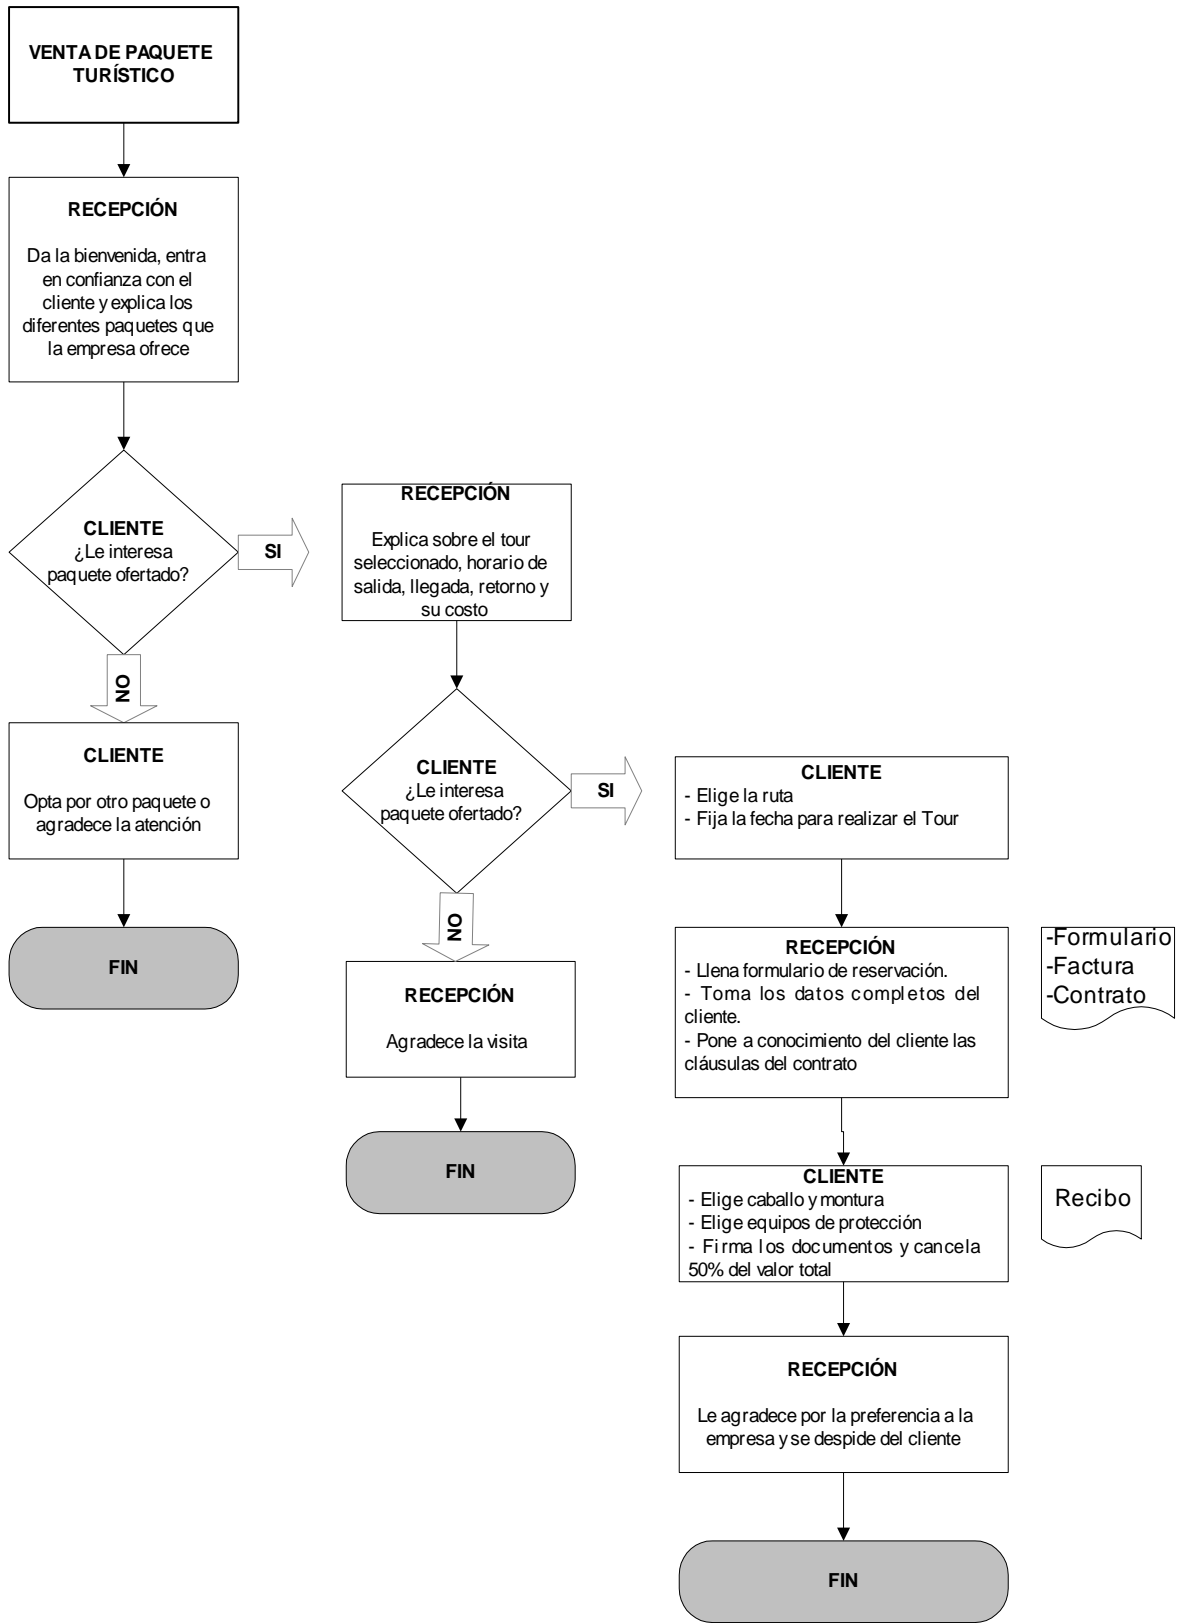 VENTA DE PAQUETE
TURÍSTICO
RECEPCIÓN
Da la bienvenida, entra
en confianza con el
cliente y explica los
diferentes paquetes que
la empresa ofrece
CLIENTE
¿Le interesa
paquete ofertado?
SI
NO
CLIENTE
Opta por otro paquete o
agradece la atención
FIN
RECEPCIÓN
Explica sobre el tour
seleccionado, horario de
salida, llegada, retorno y
su costo
CLIENTE
¿Le interesa
paquete ofertado?
SI
NO
RECEPCIÓN
Agradece la visita
FIN
CLIENTE
- Elige la ruta
- Fija la fecha para realizar el Tour
RECEPCIÓN
- Llena formulario de reservación.
- Toma los datos completos del
cliente.
- Pone a conocimiento del cliente las
cláusulas del contrato
-Formulario
-Factura
-Contrato
CLIENTE
- Elige caballo y montura
- Elige equipos de protección
- Firma los documentos y cancela
50% del valor total
Recibo
RECEPCIÓN
Le agradece por la preferencia a la
empresa y se despide del cliente
FIN